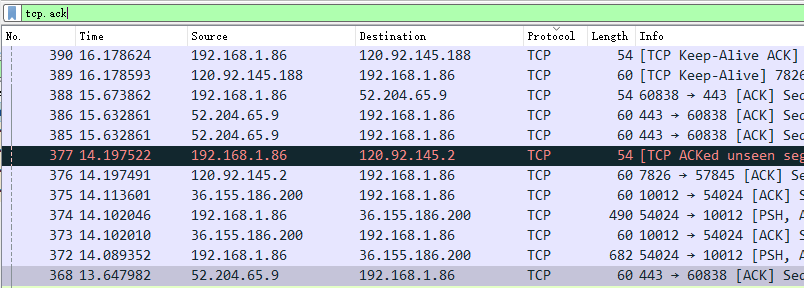 tcp.ack
No. Time Source Destination Protocol Length Info
390 16.178624 192.168.1.86 120.92.145.188 TCP 54 [TCP Keep-Alive ACK]
389 16.178593 120.92.145.188 192.168.1.86 TCP 60 [TCP Keep-Alive] 7826
388 15.673862 192.168.1.86 52.204.65.9 TCP 54 60838 → 443 [ACK] Sec
386 15.632861 52.204.65.9 192.168.1.86 TCP 60 443 → 60838 [ACK] Sec
385 15.632861 52.204.65.9 192.168.1.86 TCP 60 443 → 60838 [ACK] Sec
377 14.197522 192.168.1.86 120.92.145.2 TCP 54 [TCP ACKed unseen seg
376 14.197491 120.92.145.2 192.168.1.86 TCP 60 7826 → 57845 [ACK] Se
375 14.113601 36.155.186.200 192.168.1.86 TCP 60 10012 → 54024 [ACK] S
374 14.102046 192.168.1.86 36.155.186.200 TCP 490 54024 → 10012 [PSH, A
373 14.102010 36.155.186.200 192.168.1.86 TCP 60 10012 → 54024 [ACK] S
372 14.089352 192.168.1.86 36.155.186.200 TCP 682 54024 → 10012 [PSH, A
368 13.647982 52.204.65.9 192.168.1.86 TCP 60 443 → 60838 [ACK] Sec